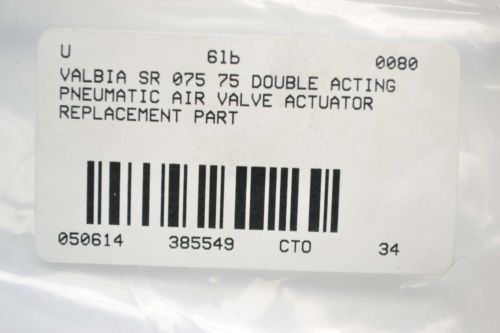 U 61b 0080
VALBIA SR 075 75 DOUBLE ACTING
PNEUMATIC AIR VALVE ACTUATOR
REPLACEMENT PART
050614 385549 CTO 34